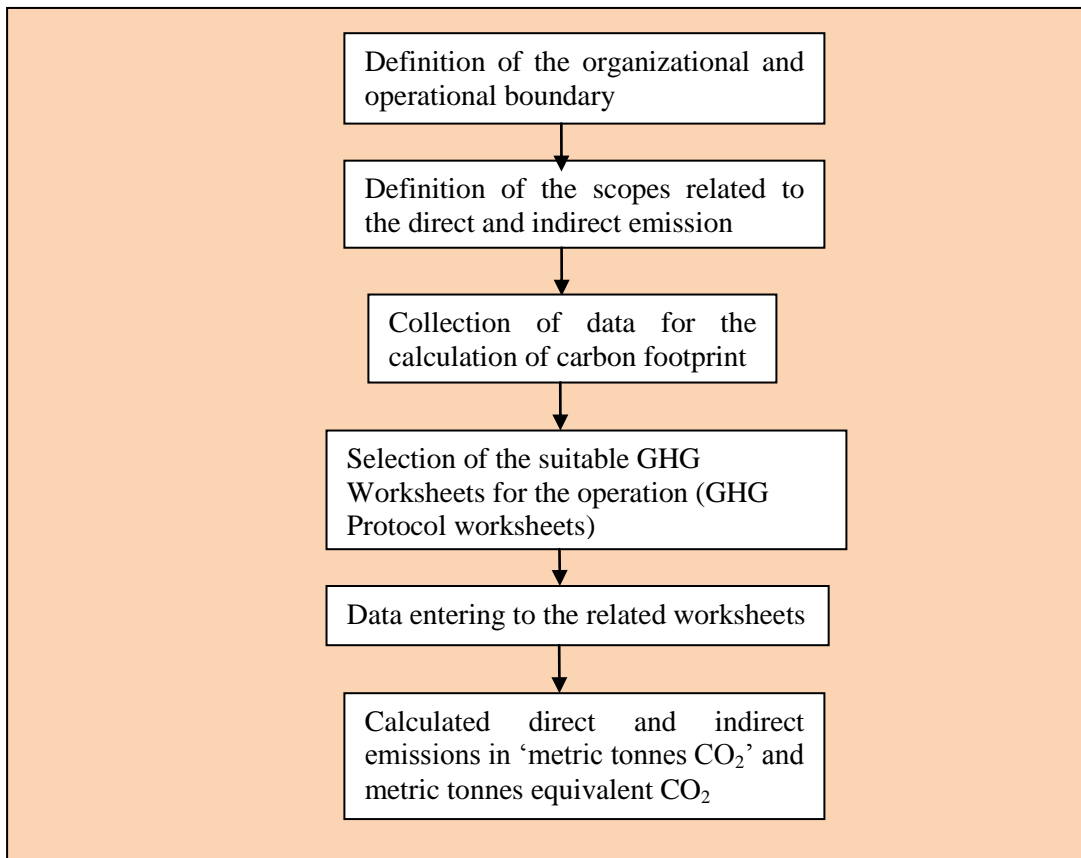 Definition of the organizational and
operational boundary
Definition of the scopes related to
the direct and indirect emission
Collection of data for the
calculation of carbon footprint
Selection of the suitable GHG
Worksheets for the operation (GHG
Protocol worksheets)
Data entering to the related worksheets
Calculated direct and indirect
emissions in ‘metric tonnes CO₂’ and
metric tonnes equivalent CO₂